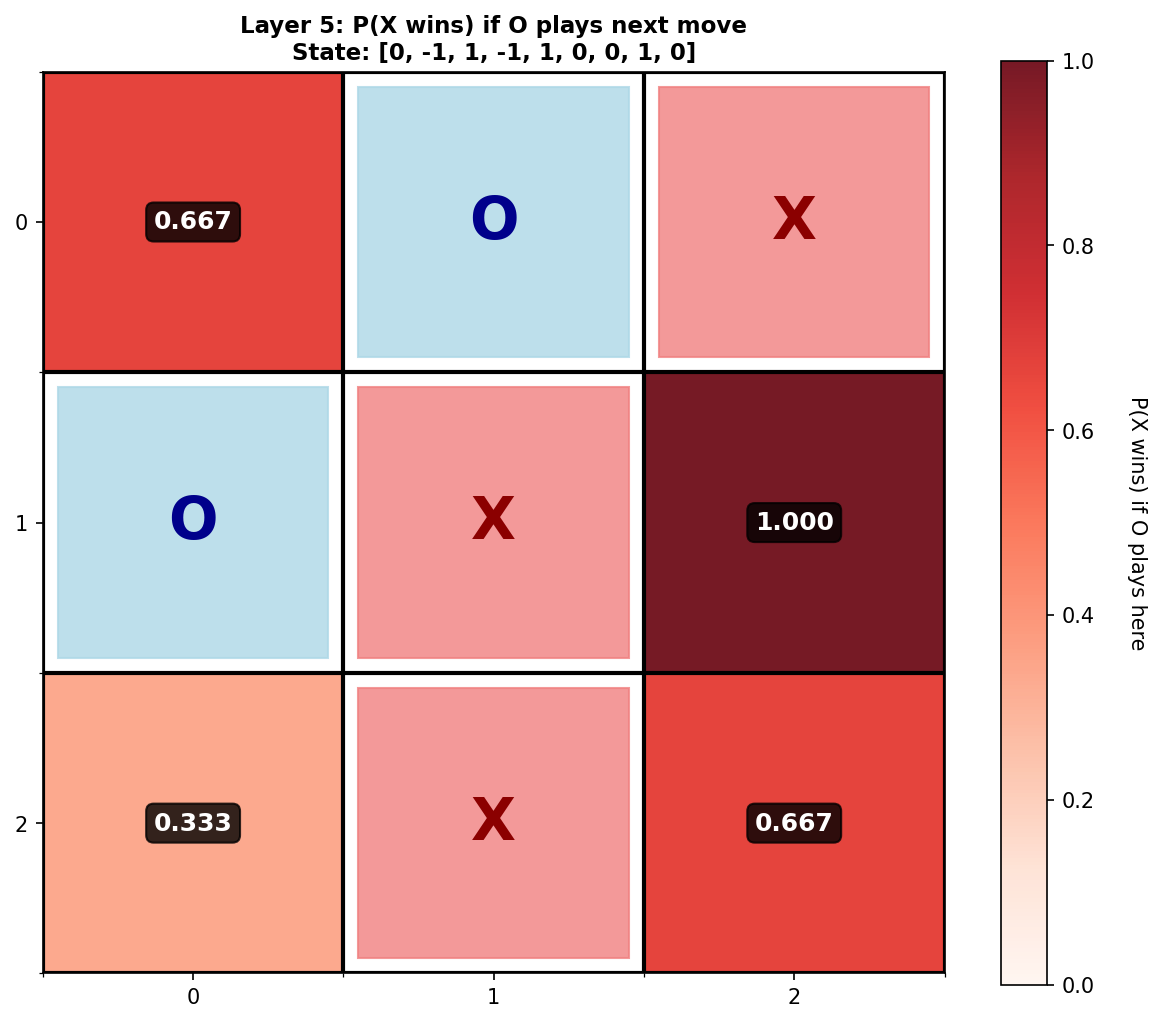 Layer 5: P(X wins) if O plays next move
State: [0, -1, 1, -1, 1, 0, 0, 1, 0]
0
0.667
O
X
1
O
X
1.000
2
0.333
X
0.667
0
1
2
1.0
0.8
0.6
0.4
0.2
0.0
P(X wins) if O plays here